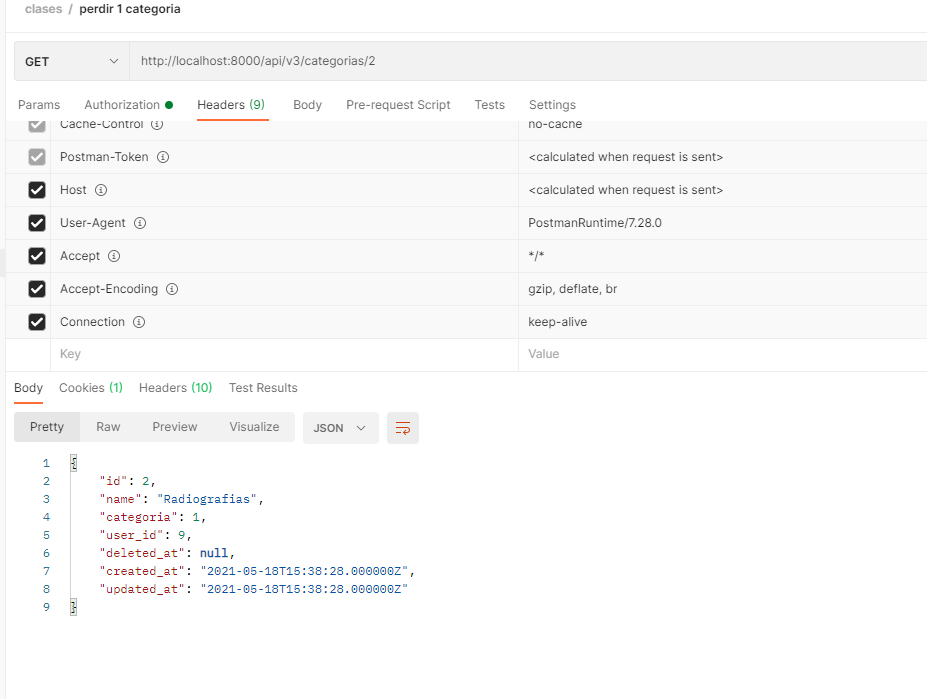 clases / perdir 1 categoria
GET http://localhost:8000/api/v3/categorias/2
Params Authorization Headers (9) Body Pre-request Script Tests Settings
Cache-Control no-cache
Postman-Token <calculated when request is sent>
Host <calculated when request is sent>
User-Agent PostmanRuntime/7.28.0
Accept */*
Accept-Encoding gzip, deflate, br
Connection keep-alive
Key Value
Body Cookies (1) Headers (10) Test Results
Pretty Raw Preview Visualize JSON
1 {
2 "id": 2,
3 "name": "Radiografias",
4 "categoria": 1,
5 "user_id": 9,
6 "deleted_at": null,
7 "created_at": "2021-05-18T15:38:28.000000Z",
8 "updated_at": "2021-05-18T15:38:28.000000Z"
9 }